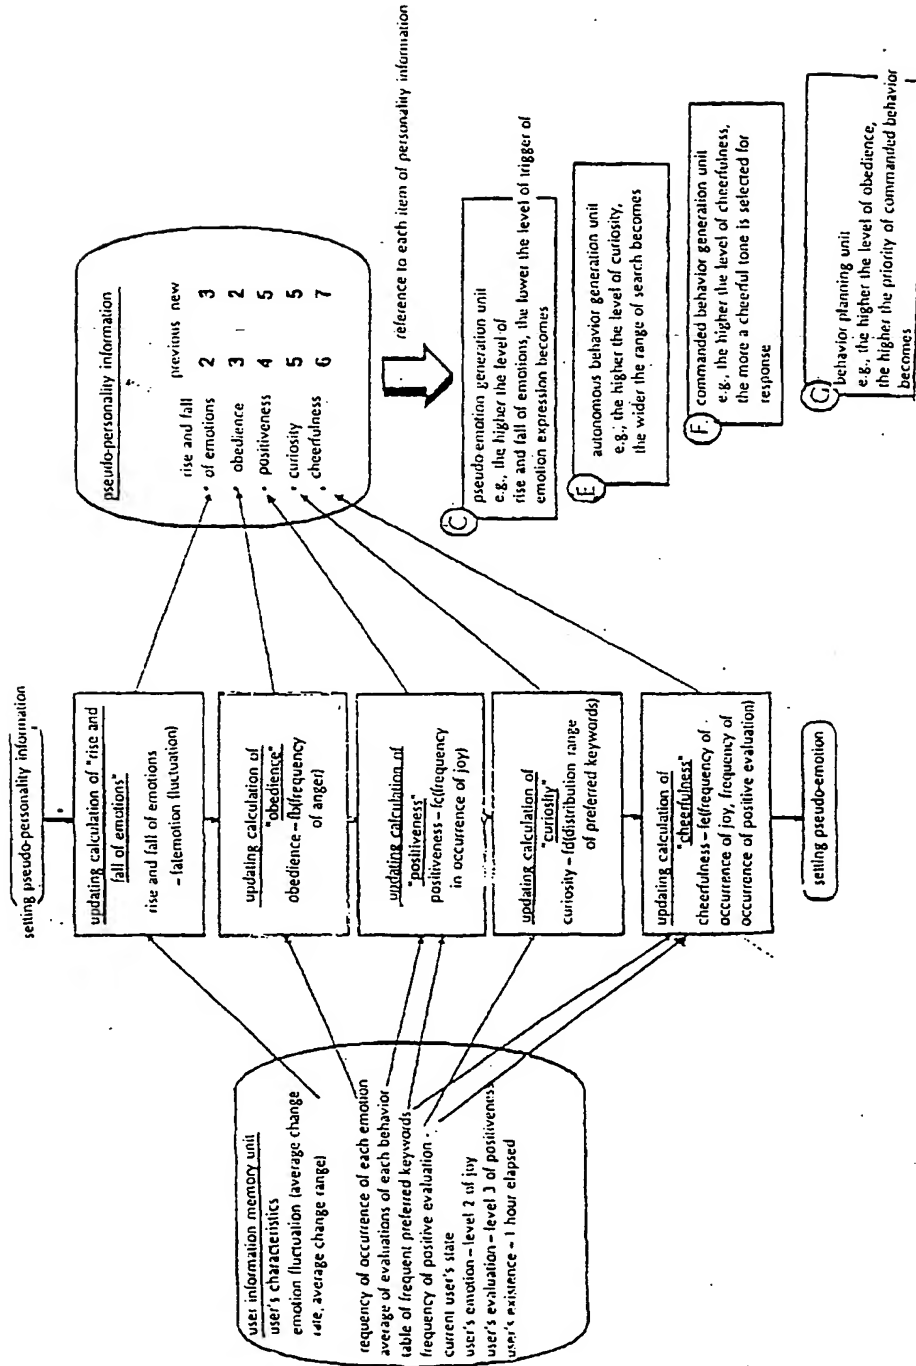 setting pseudo-personality information
user information memory unit
user's characteristics
emotion fluctuation (average change
rate, average change range)
requency of occurrence of each emotion
average of evaluations of each behavior
table of frequent preferred keywords
frequency of positive evaluation
current user's state
user's emotion – level 2 of joy
user's evaluation – level 3 of positiveness
user's existence – 1 hour elapsed
updating calculation of "rise and
fall of emotions"
rise and fall of emotions
– fa(emotion fluctuation)
updating calculation of
"obedience"
obedience – fb(frequency
of anger)
updating calculation of
"positiveness"
positiveness – fc(frequency
in occurrence of joy)
updating calculation of
"curiosity"
curiosity – fd(distribution range
of preferred keywords)
updating calculation of
"cheerfulness"
cheerfulness – fe(frequency of
occurrence of joy, frequency of
occurrence of positive evaluation)
setting pseudo-emotion
pseudo-personality information
previous new
rise and fall
• of emotions 2 3
• obedience 3 2
• positiveness 4 5
• curiosity 5 5
• cheerfulness 6 7
reference to each item of personality information
C
pseudo emotion generation unit
e.g., the higher the level of
rise and fall of emotions, the lower the level of trigger of
emotion expression becomes
E
autonomous behavior generation unit
e.g., the higher the level of curiosity,
the wider the range of search becomes
F
commanded behavior generation unit
e.g., the higher the level of cheerfulness,
the more a cheerful tone is selected for
response
G
behavior planning unit
e.g., the higher the level of obedience,
the higher the priority of commanded behavior
becomes